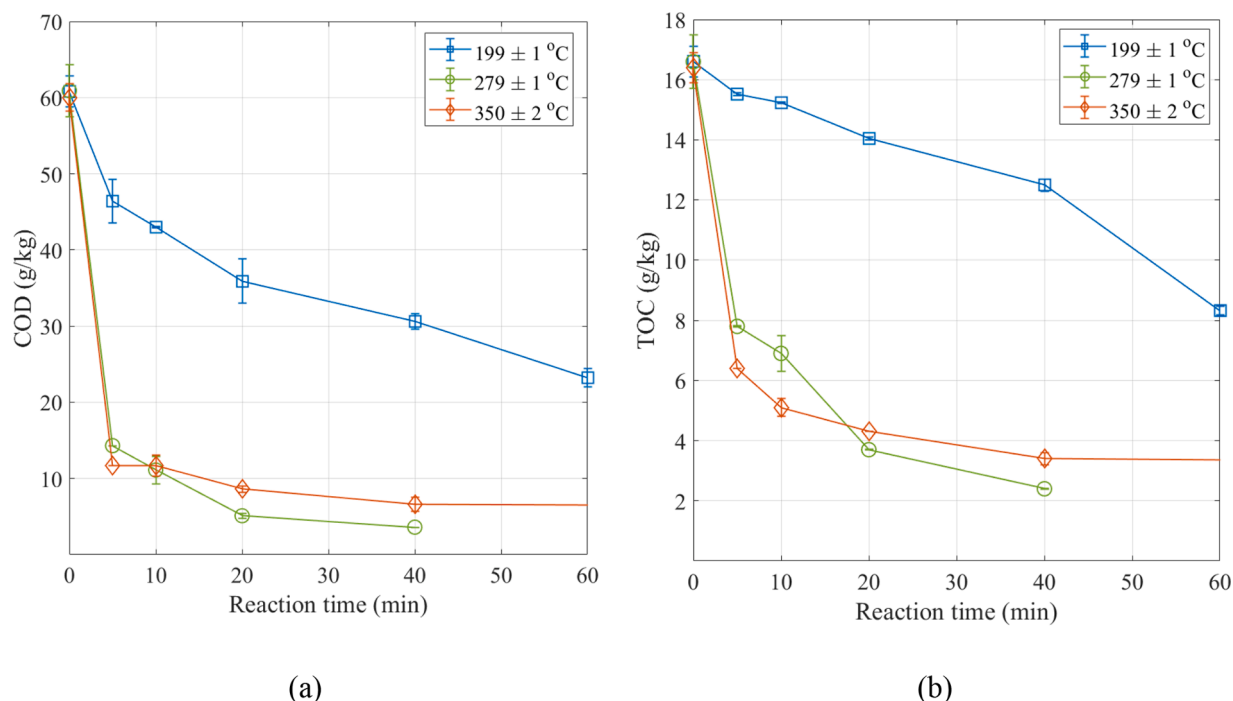 70
60
50
40
30
20
10
COD (g/kg)
199 ± 1 °C
279 ± 1 °C
350 ± 2 °C
0 10 20 30 40 50 60
Reaction time (min)
(a)
18
16
14
12
10
8
6
4
2
TOC (g/kg)
199 ± 1 °C
279 ± 1 °C
350 ± 2 °C
0 10 20 30 40 50 60
Reaction time (min)
(b)